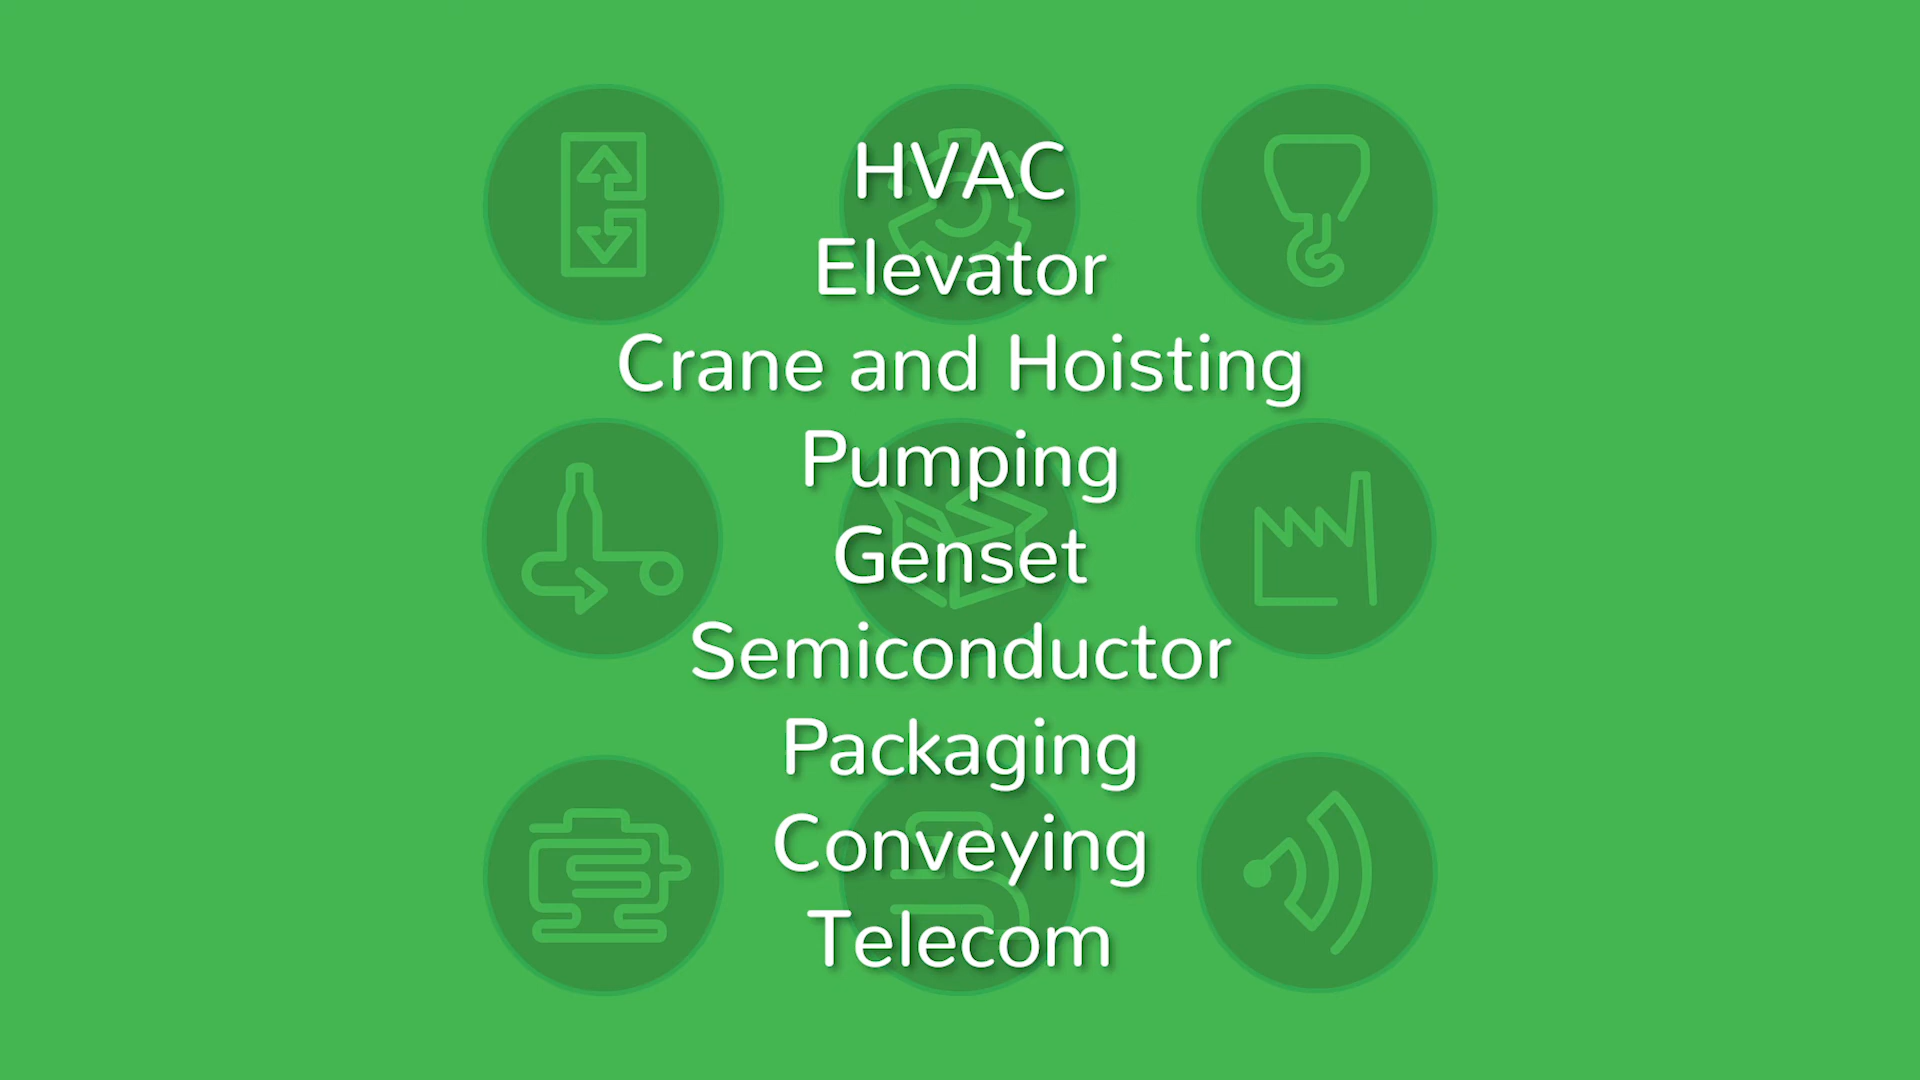 HVAC
Elevator
Crane and Hoisting
Pumping
Genset
Semiconductor
Packaging
Conveying
Telecom